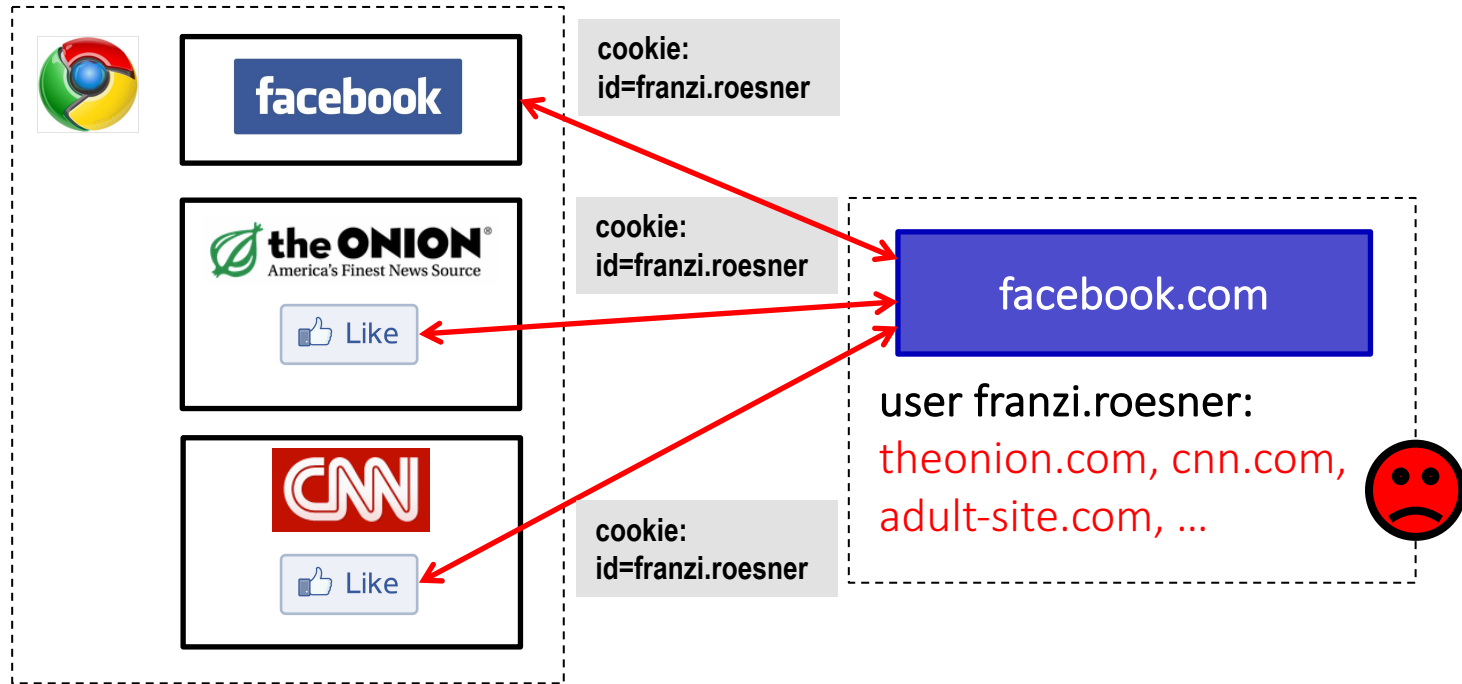 facebook
cookie:
id=franzi.roesner
the ONION®
America's Finest News Source
Like
cookie:
id=franzi.roesner
facebook.com
user franzi.roesner:
theonion.com, cnn.com,
adult-site.com, ...
CNN
Like
cookie:
id=franzi.roesner